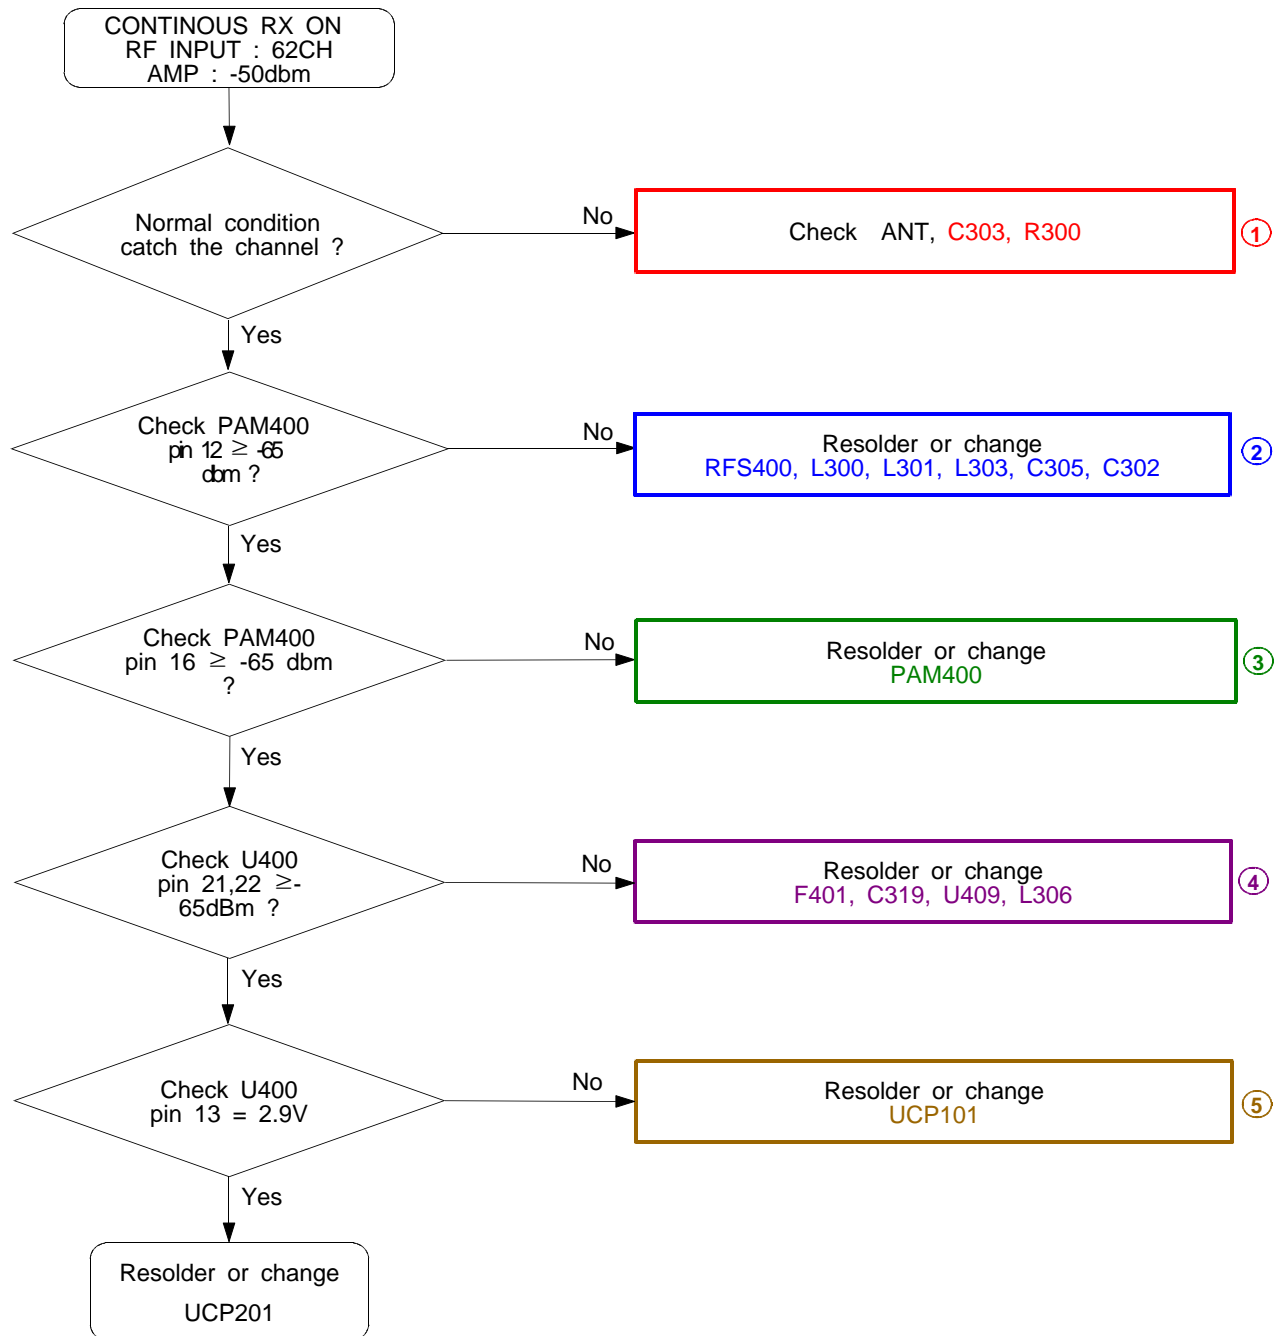 CONTINOUS RX ON
RF INPUT : 62CH
AMP : -50dbm
Normal condition
catch the channel ?
No
Check ANT, C303, R300
1
Yes
Check PAM400
pin 12 ≥ -65
dbm ?
No
Resolder or change
RFS400, L300, L301, L303, C305, C302
2
Yes
Check PAM400
pin 16 ≥ -65 dbm
?
No
Resolder or change
PAM400
3
Yes
Check U400
pin 21,22 ≥-
65dBm ?
No
Resolder or change
F401, C319, U409, L306
4
Yes
Check U400
pin 13 = 2.9V
No
Resolder or change
UCP101
5
Yes
Resolder or change
UCP201